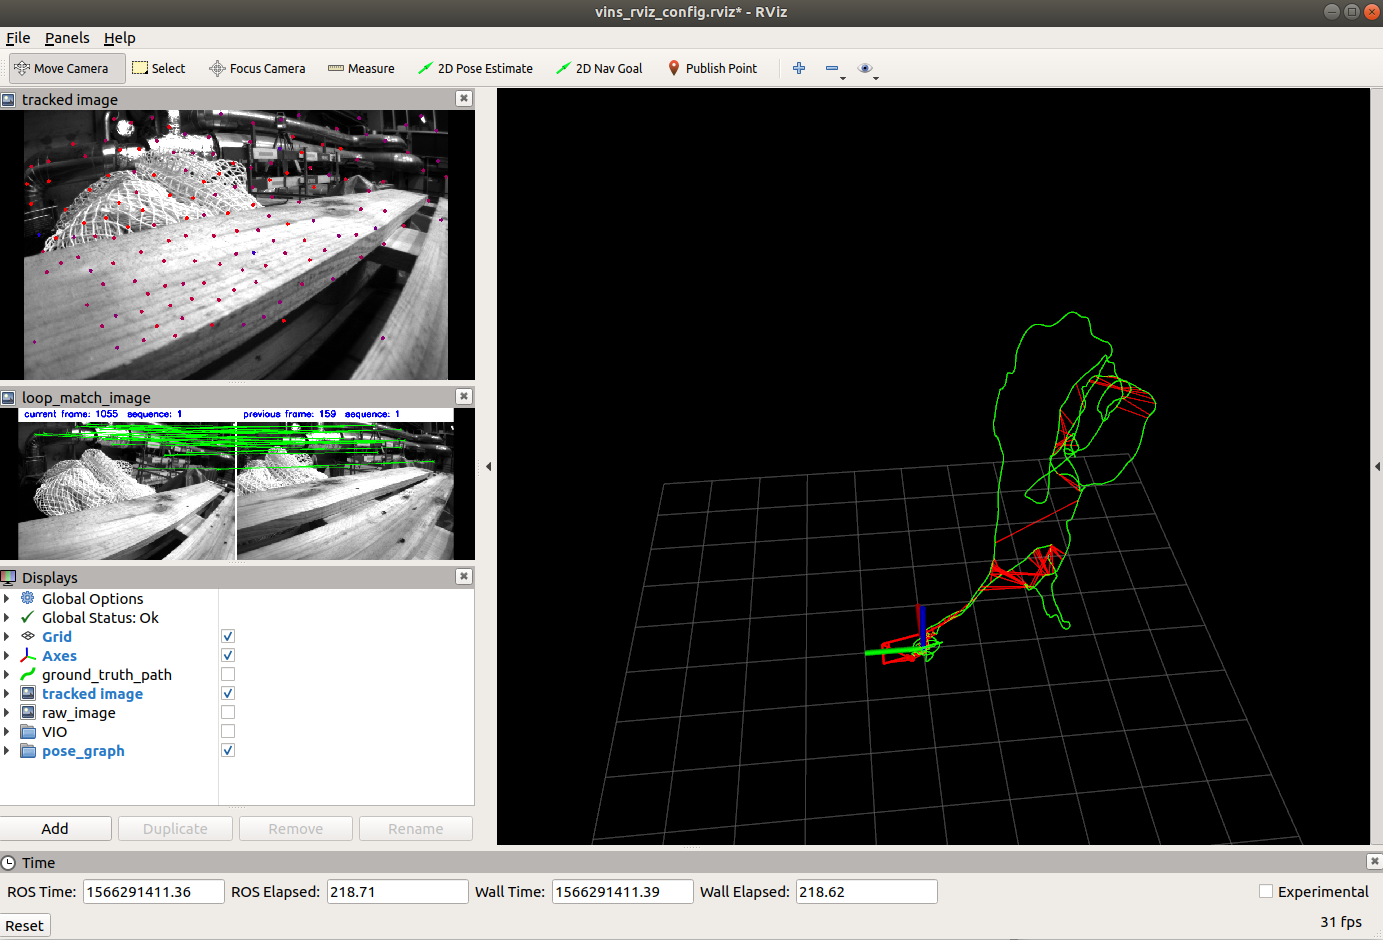 vins_rviz_config.rviz* - RViz
File Panels Help
Move Camera Select Focus Camera Measure 2D Pose Estimate 2D Nav Goal Publish Point
tracked image
loop_match_image
current frame: 1055 sequence: 1 previous frame: 159 sequence: 1
Displays
Global Options
Global Status: Ok
Grid
Axes
ground_truth_path
tracked image
raw_image
VIO
pose_graph
Add Duplicate Remove Rename
Time
ROS Time: 1566291411.36 ROS Elapsed: 218.71 Wall Time: 1566291411.39 Wall Elapsed: 218.62 Experimental
Reset 31 fps